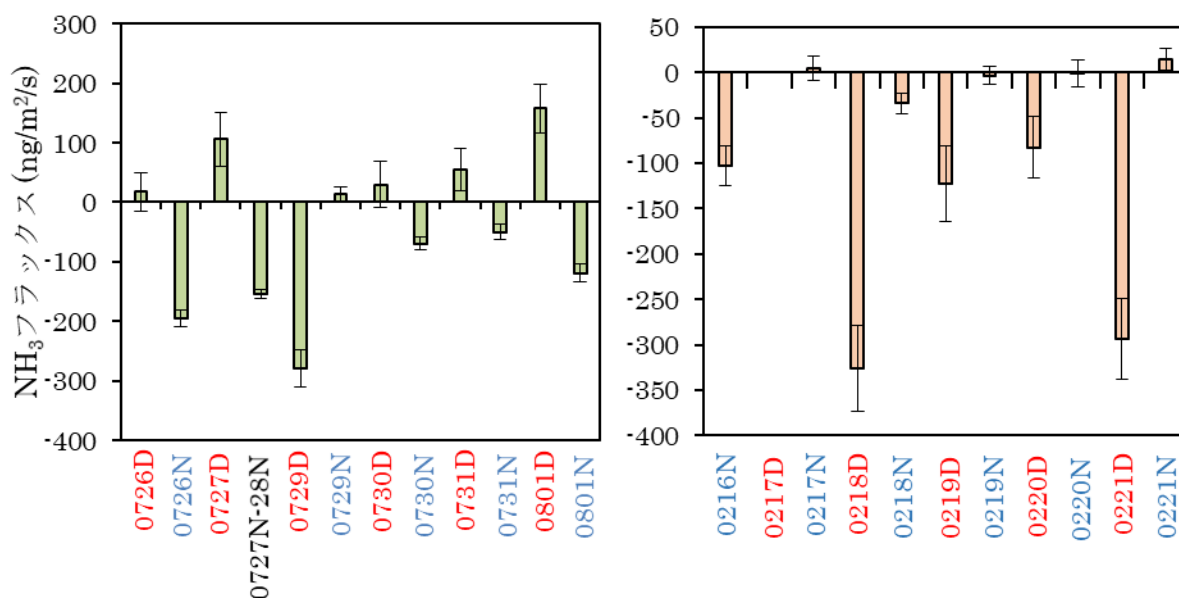 NH₃フラックス(ng/m²/s)
300
200
100
0
-100
-200
-300
-400
0726D
0726N
0727D
0727N-28N
0729D
0729N
0730D
0730N
0731D
0731N
0801D
0801N
50
0
-50
-100
-150
-200
-250
-300
-350
-400
0216N
0217D
0217N
0218D
0218N
0219D
0219N
0220D
0220N
0221D
0221N